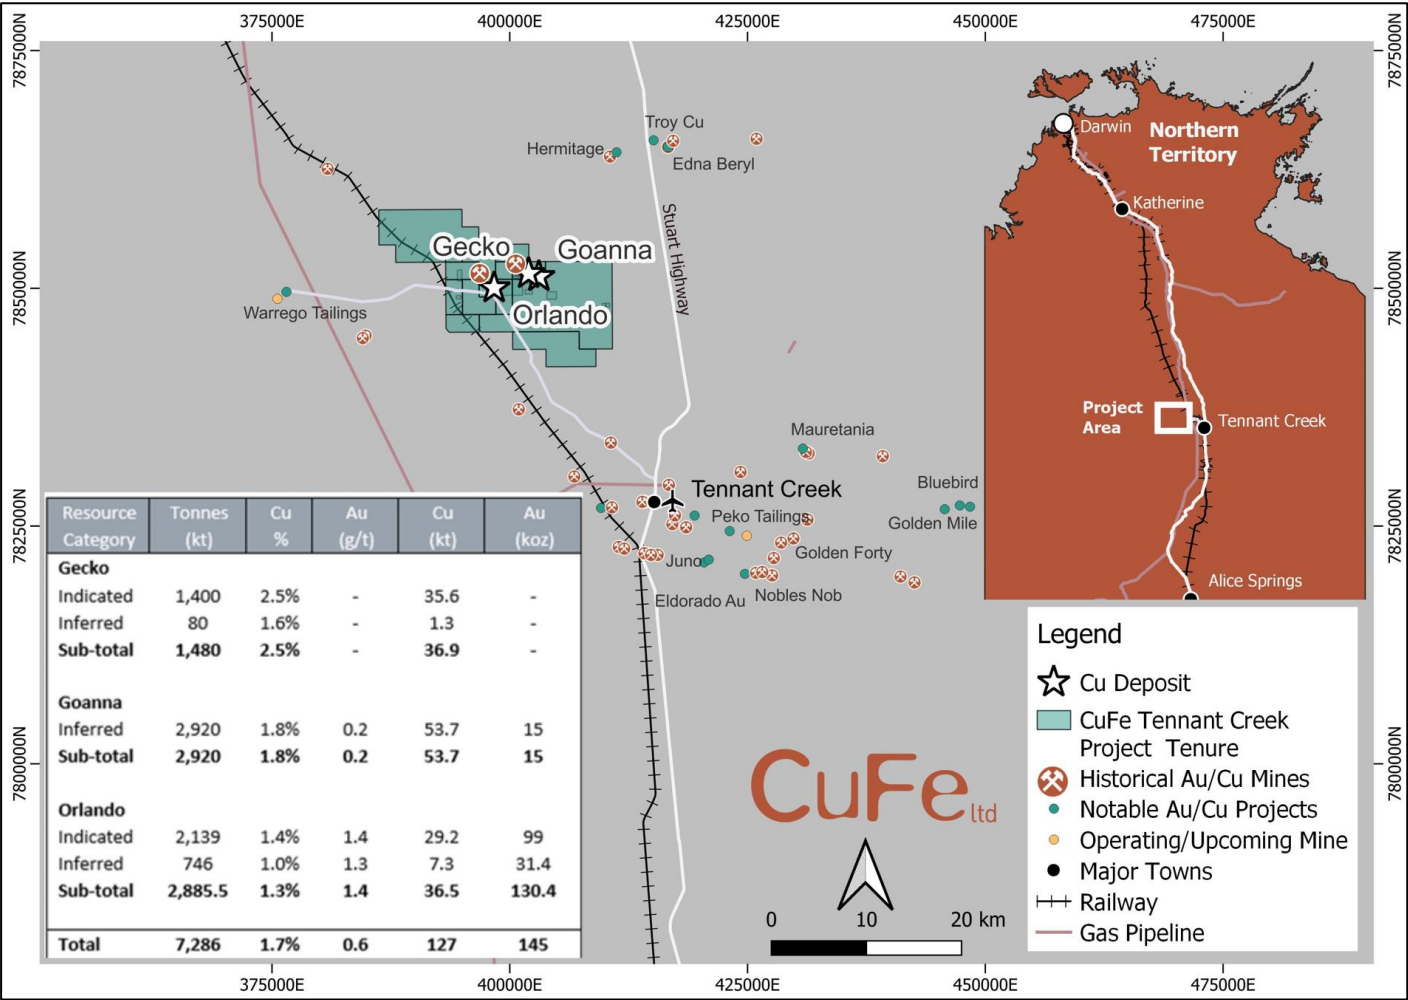 375000E 400000E 425000E 450000E 475000E
7875000N
7850000N
7825000N
7800000N
7875000N
7850000N
7825000N
7800000N
Troy Cu
Hermitage
Edna Beryl
Stuart Highway
Gecko
Goanna
Orlando
Warrego Tailings
Mauretania
Tennant Creek
Peko Tailings
Bluebird
Golden Mile
Golden Forty
Juno
Eldorado Au
Nobles Nob
Darwin
Northern
Territory
Katherine
Project
Area
Tennant Creek
Alice Springs
Resource Tonnes Cu Au Cu Au
Category (kt) % (g/t) (kt) (koz)
Gecko
Indicated 1,400 2.5% - 35.6 -
Inferred 80 1.6% - 1.3 -
Sub-total 1,480 2.5% - 36.9 -
Goanna
Inferred 2,920 1.8% 0.2 53.7 15
Sub-total 2,920 1.8% 0.2 53.7 15
Orlando
Indicated 2,139 1.4% 1.4 29.2 99
Inferred 746 1.0% 1.3 7.3 31.4
Sub-total 2,885.5 1.3% 1.4 36.5 130.4
Total 7,286 1.7% 0.6 127 145
CuFe ltd
0 10 20 km
Legend
Cu Deposit
CuFe Tennant Creek
Project Tenure
Historical Au/Cu Mines
Notable Au/Cu Projects
Operating/Upcoming Mine
Major Towns
Railway
Gas Pipeline
375000E 400000E 425000E 450000E 475000E